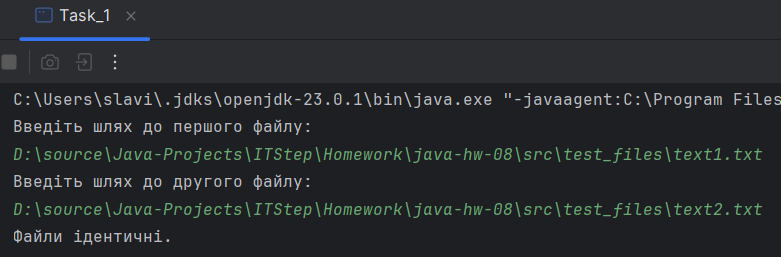 Task_1
C:\Users\slavi\.jdks\openjdk-23.0.1\bin\java.exe "-javaagent:C:\Program Files
Введіть шлях до першого файлу:
D:\source\Java-Projects\ITStep\Homework\java-hw-08\src\test_files\text1.txt
Введіть шлях до другого файлу:
D:\source\Java-Projects\ITStep\Homework\java-hw-08\src\test_files\text2.txt
Файли ідентичні.